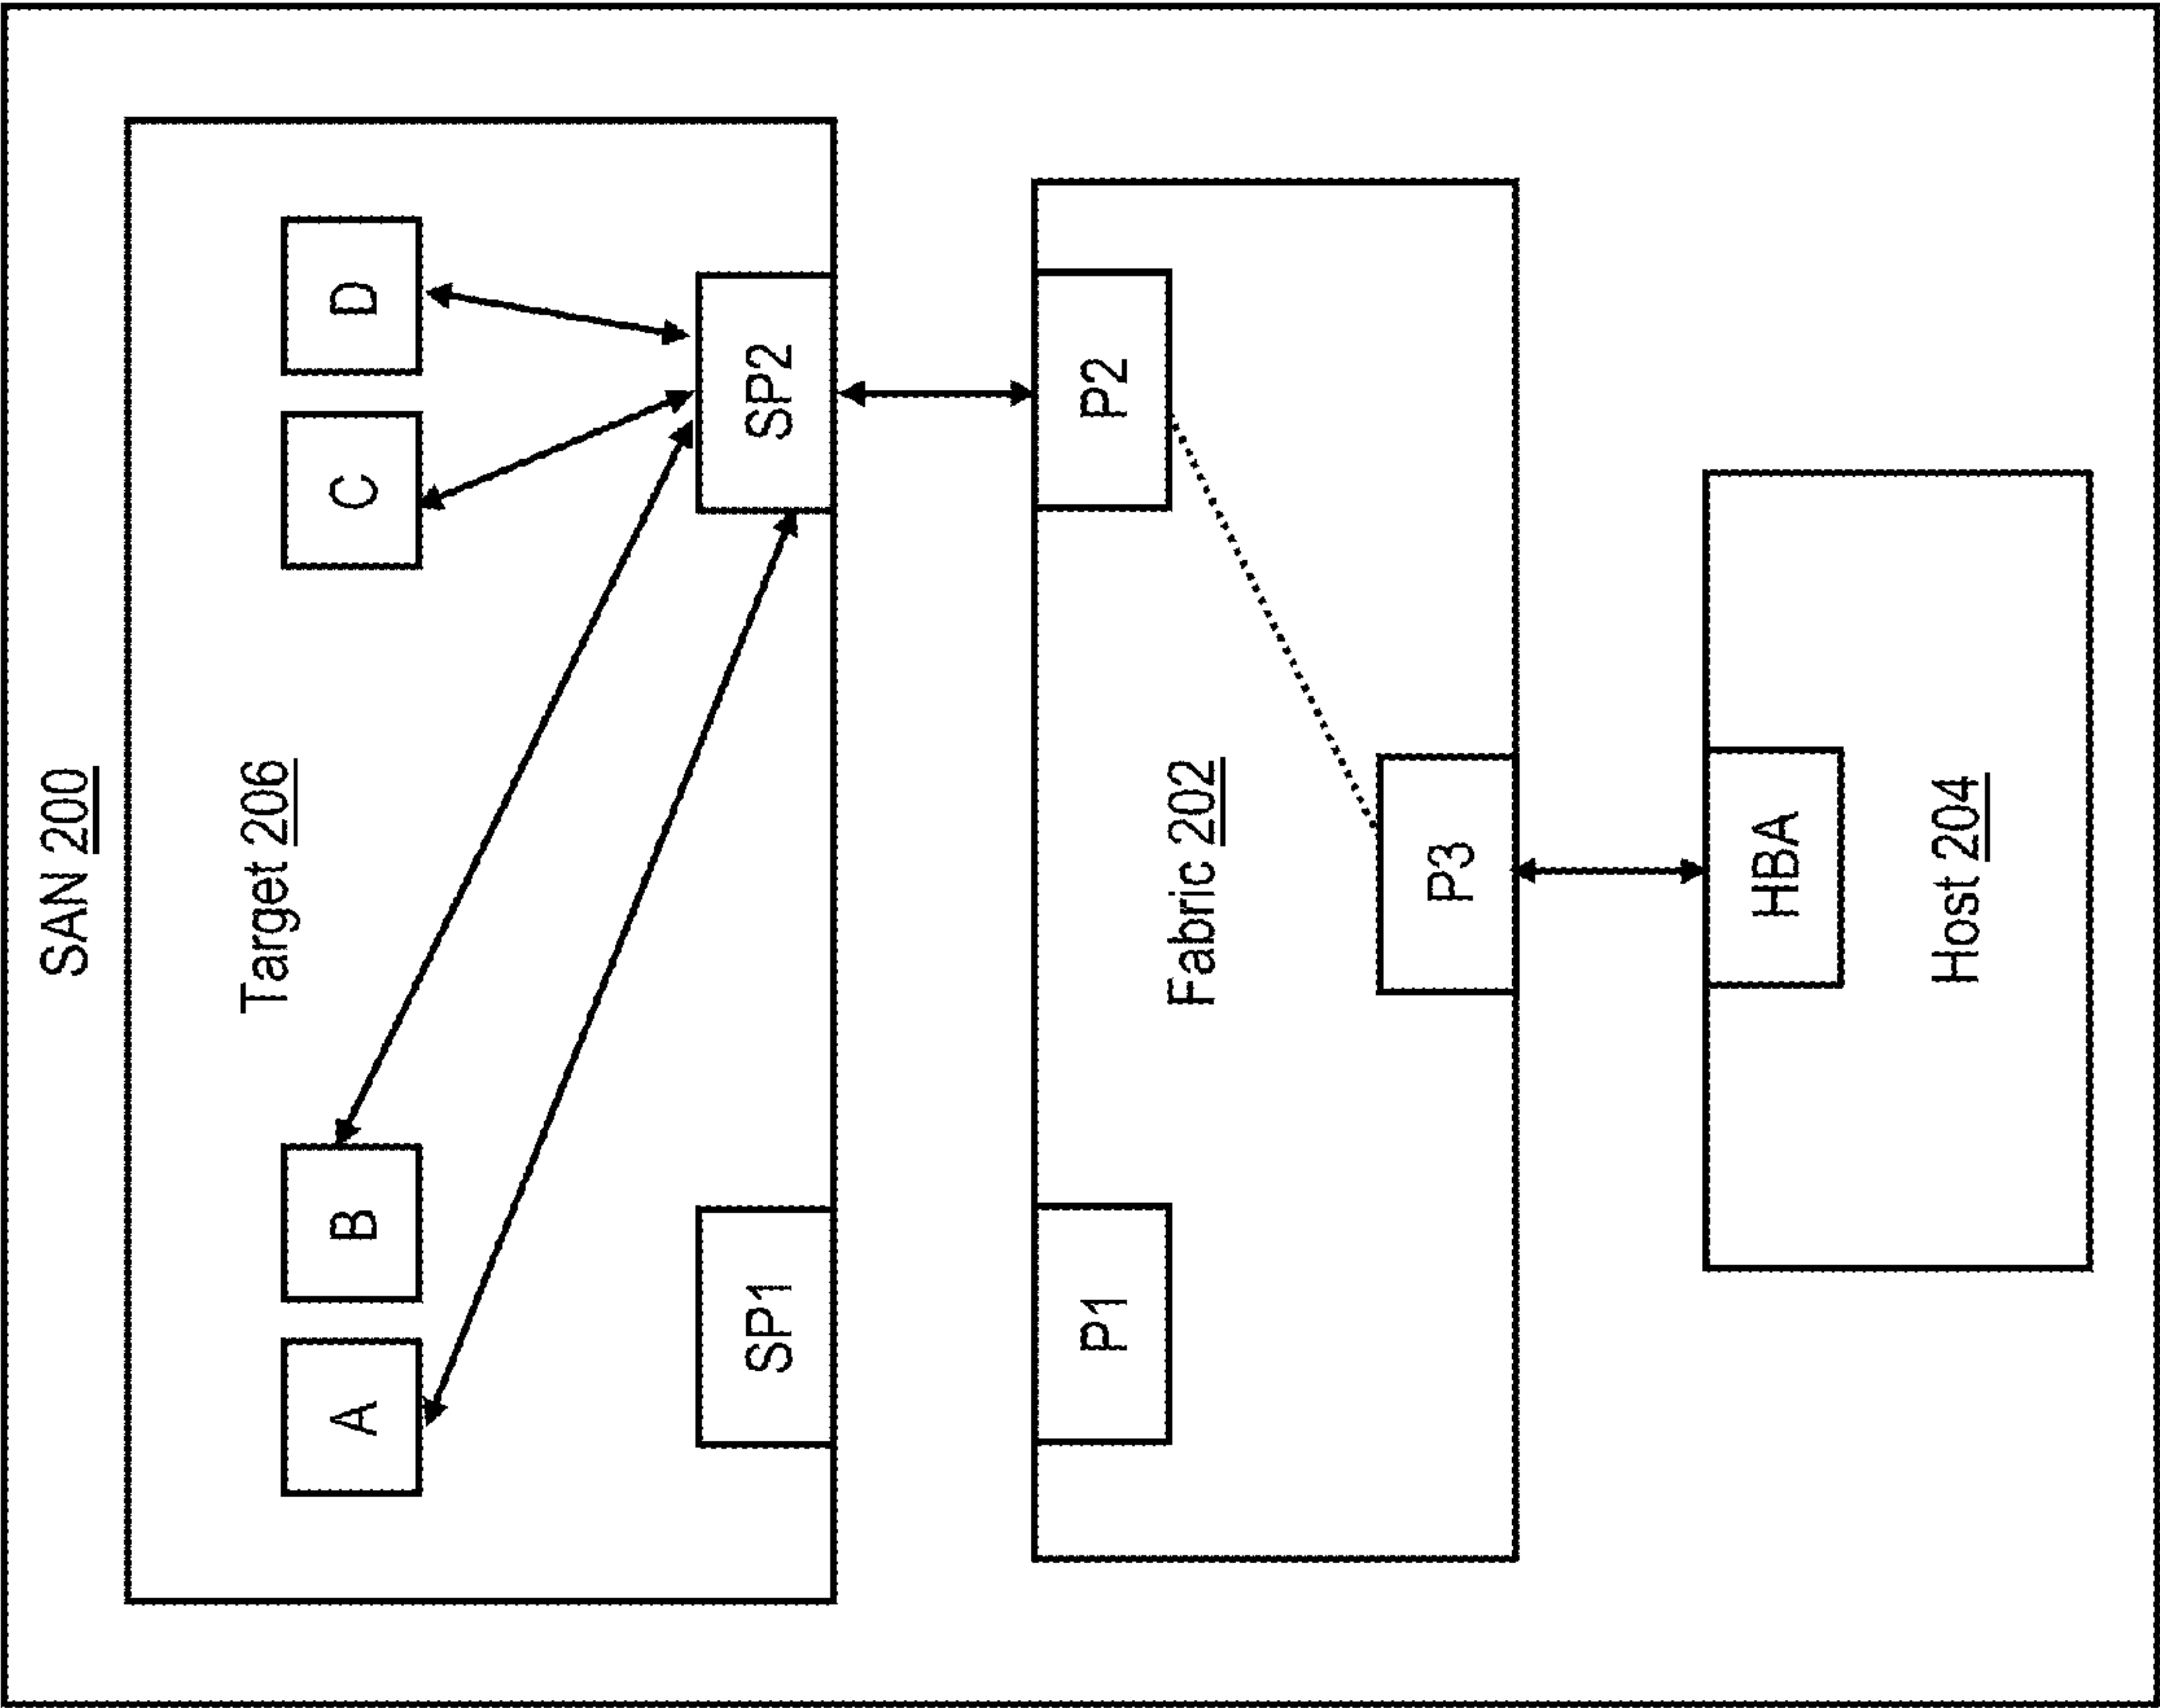 SAN 200
Target 206
A
B
C
D
SP1
SP2
P1
P2
Fabric 202
P3
HBA
Host 204